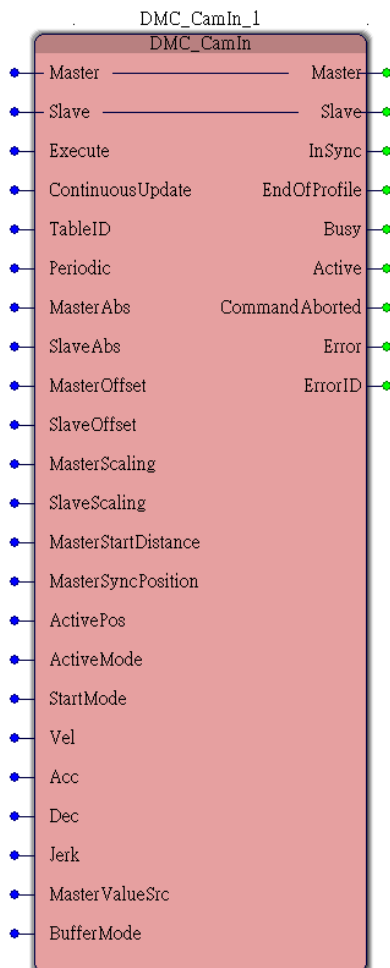 DMC_CamIn_1
DMC_CamIn
Master Master
Slave Slave
Execute InSync
ContinuousUpdate EndOfProfile
TableID Busy
Periodic Active
MasterAbs CommandAborted
SlaveAbs Error
MasterOffset ErrorID
SlaveOffset
MasterScaling
SlaveScaling
MasterStartDistance
MasterSyncPosition
ActivePos
ActiveMode
StartMode
Vel
Acc
Dec
Jerk
MasterValueSrc
BufferMode